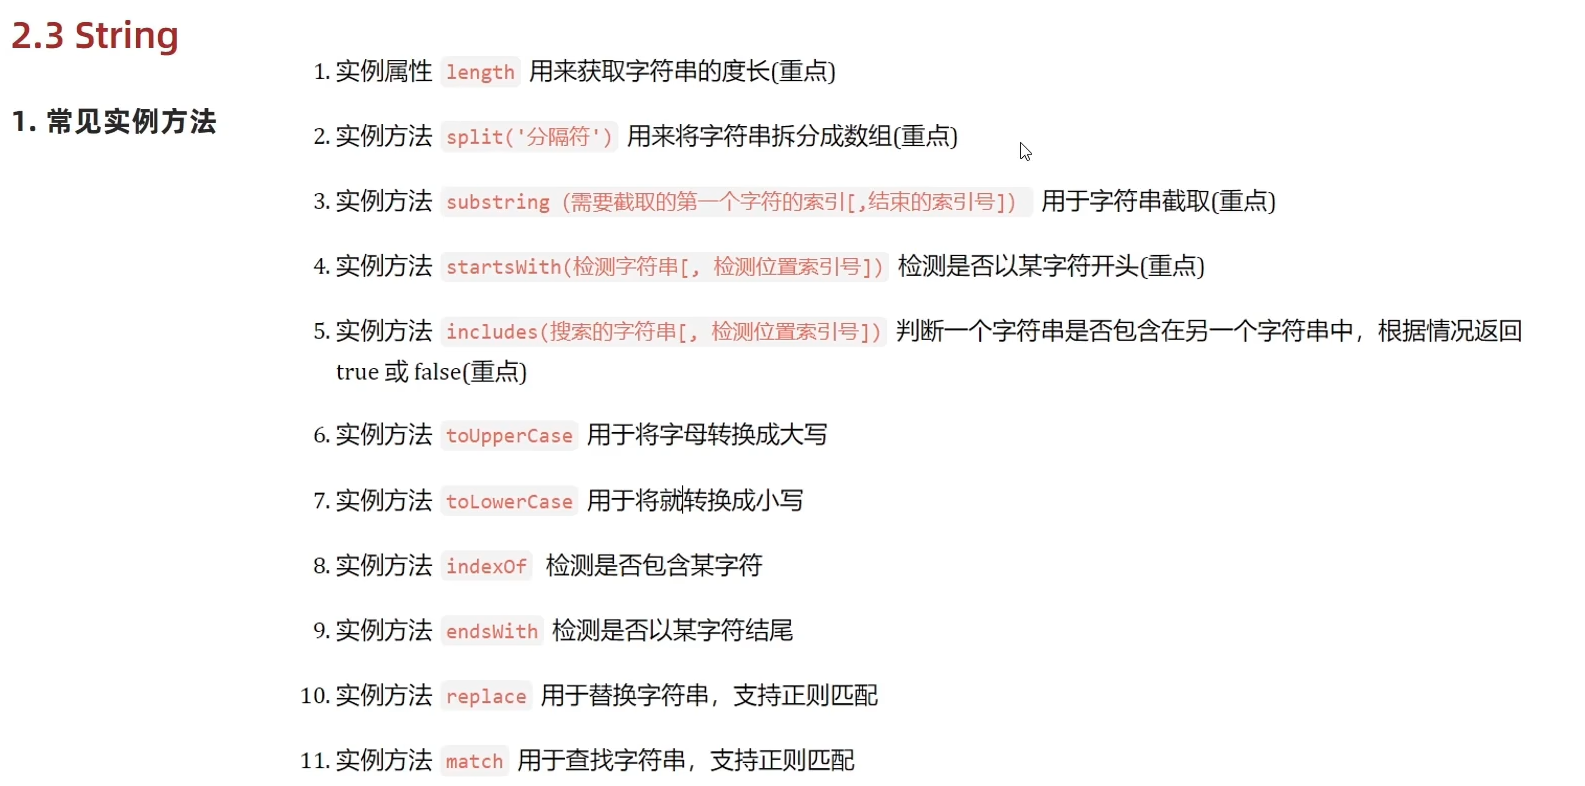 2.3 String
1. 常见实例方法
1. 实例属性 length 用来获取字符串的度长(重点)
2. 实例方法 split('分隔符') 用来将字符串拆分成数组(重点)
3. 实例方法 substring (需要截取的第一个字符的索引[,结束的索引号]) 用于字符串截取(重点)
4. 实例方法 startsWith(检测字符串[, 检测位置索引号]) 检测是否以某字符开头(重点)
5. 实例方法 includes(搜索的字符串[, 检测位置索引号]) 判断一个字符串是否包含在另一个字符串中，根据情况返回
true 或 false(重点)
6. 实例方法 toUpperCase 用于将字母转换成大写
7. 实例方法 toLowerCase 用于将就转换成小写
8. 实例方法 indexOf 检测是否包含某字符
9. 实例方法 endsWith 检测是否以某字符结尾
10. 实例方法 replace 用于替换字符串，支持正则匹配
11. 实例方法 match 用于查找字符串，支持正则匹配